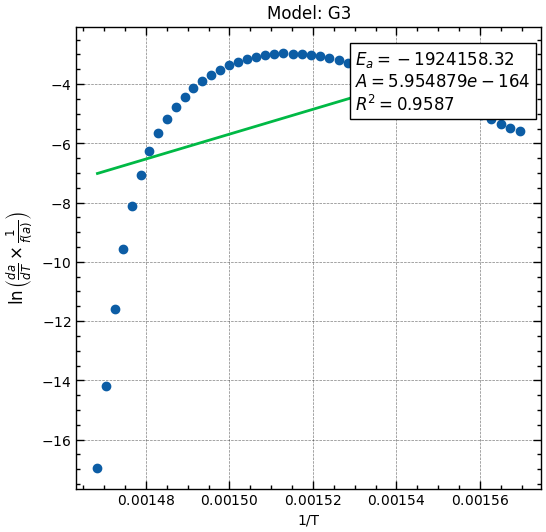 Model: G3
E_a = −1924158.32
A = 5.954879e − 164
R² = 0.9587
−4
−6
−8
−10
−12
−14
−16
ln(da/dT × 1/f(a))
0.00148 0.00150 0.00152 0.00154 0.00156
1/T